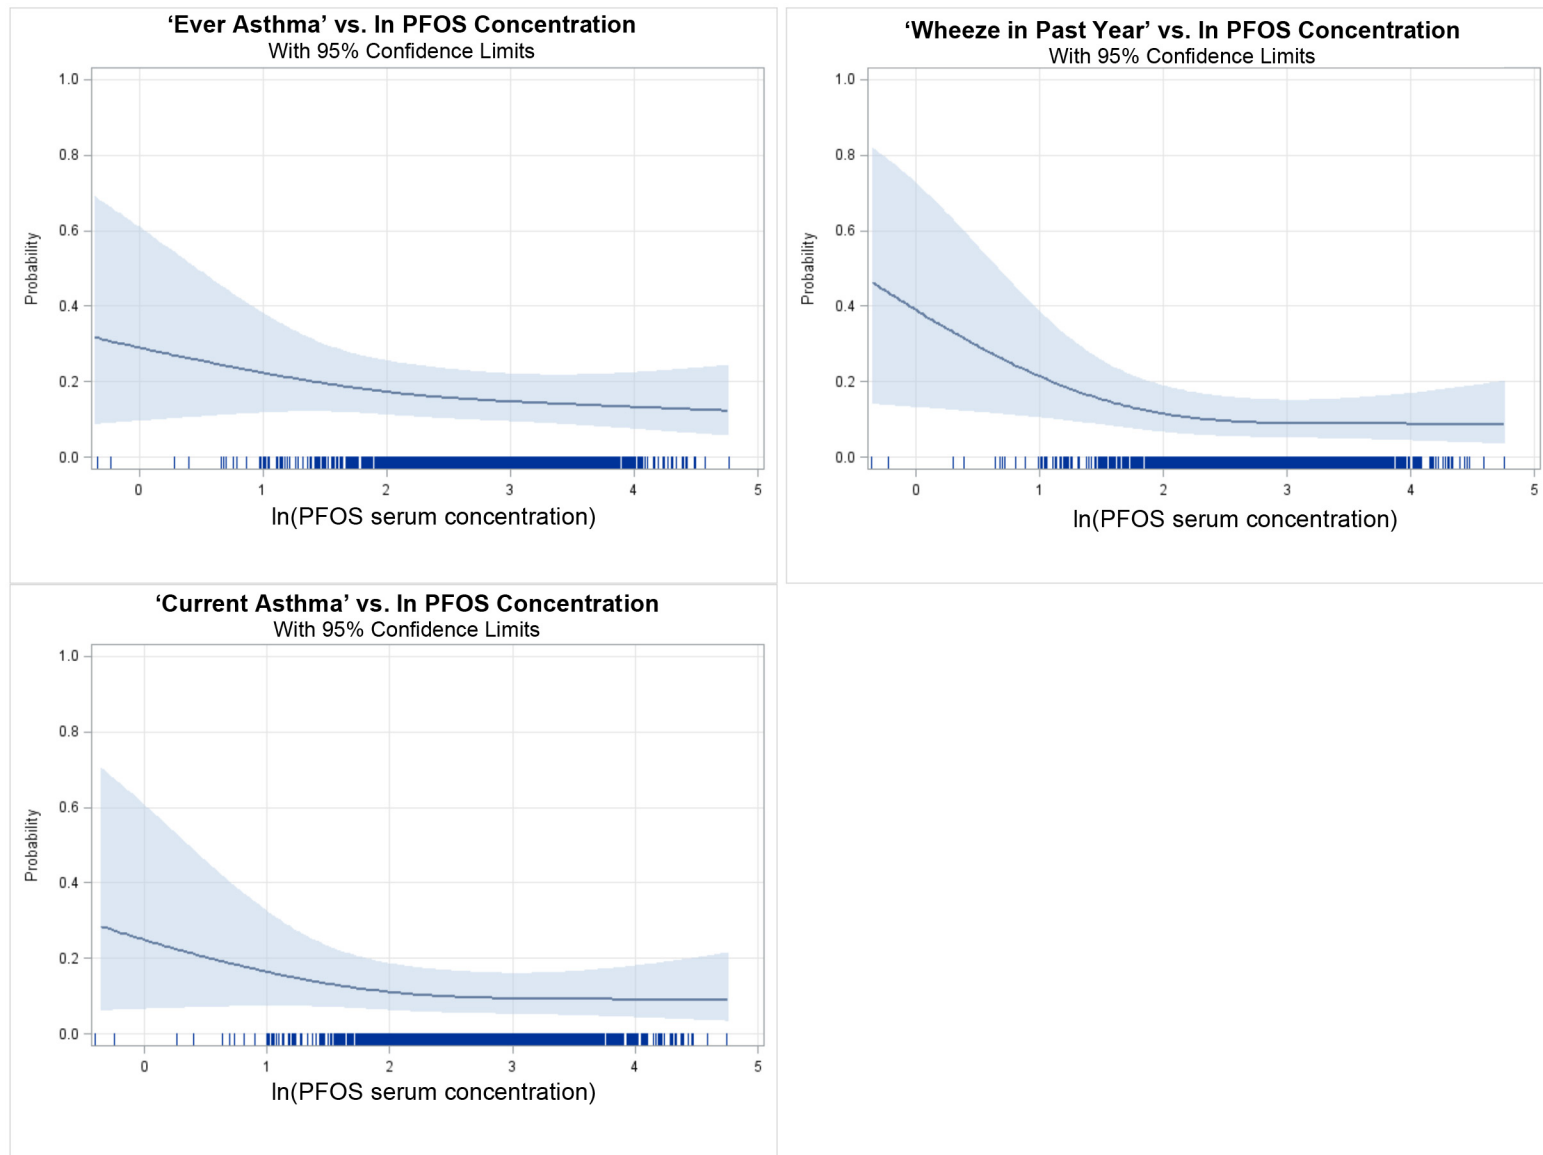 ‘Ever Asthma’ vs. ln PFOS Concentration
With 95% Confidence Limits
1.0
0.8
0.6
0.4
0.2
0.0
Probability
0 1 2 3 4 5
ln(PFOS serum concentration)
‘Wheeze in Past Year’ vs. ln PFOS Concentration
With 95% Confidence Limits
1.0
0.8
0.6
0.4
0.2
0.0
Probability
0 1 2 3 4 5
ln(PFOS serum concentration)
‘Current Asthma’ vs. ln PFOS Concentration
With 95% Confidence Limits
1.0
0.8
0.6
0.4
0.2
0.0
Probability
0 1 2 3 4 5
ln(PFOS serum concentration)